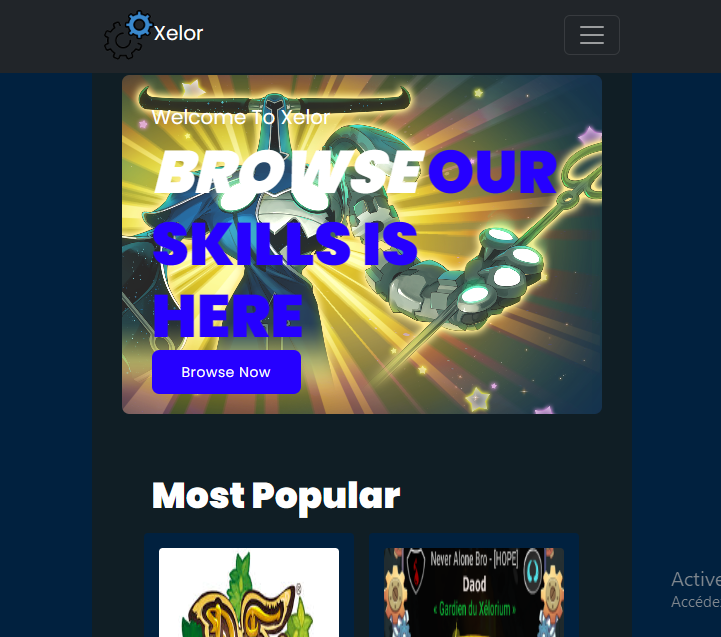 Xelor
Welcome To Xelor
BROWSE OUR
SKILLS IS
HERE
Browse Now
Most Popular
Never Alone Bro - [HOPE]
Daod
« Gardien du Xélorium »
Active
Accéde